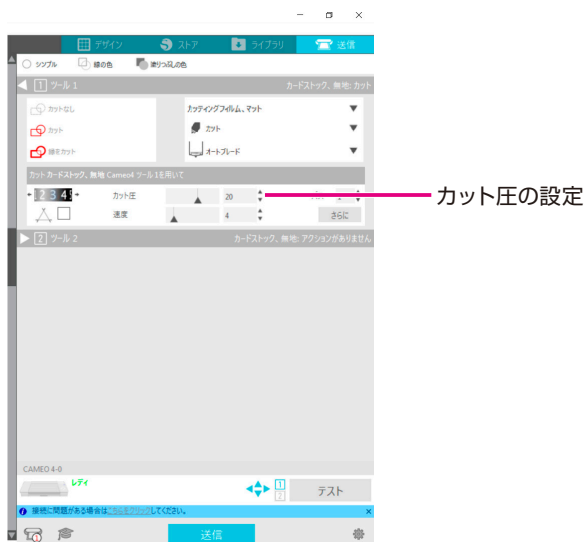 デザイン ストア ライブラリ 送信
シンプル 線の色 塗りつぶしの色
1 ツール 1 カードストック、無地: カット
カットなし カッティングフィルム、マット
カット カット
線をカット オートブレード
カット カードストック、無地 Cameo4 ツール 1を用いて
カット圧 20
カット圧の設定
速度 4 さらに
2 ツール 2 カードストック、無地: アクションがありません
CAMEO 4-0
レディ
1
2
テスト
接続に問題がある場合はこちらをクリックしてください。 ×
送信